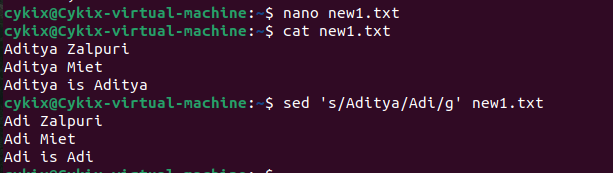 cykix@Cykix-virtual-machine:~$ nano new1.txt
cykix@Cykix-virtual-machine:~$ cat new1.txt
Aditya Zalpuri
Aditya Miet
Aditya is Aditya
cykix@Cykix-virtual-machine:~$ sed 's/Aditya/Adi/g' new1.txt
Adi Zalpuri
Adi Miet
Adi is Adi